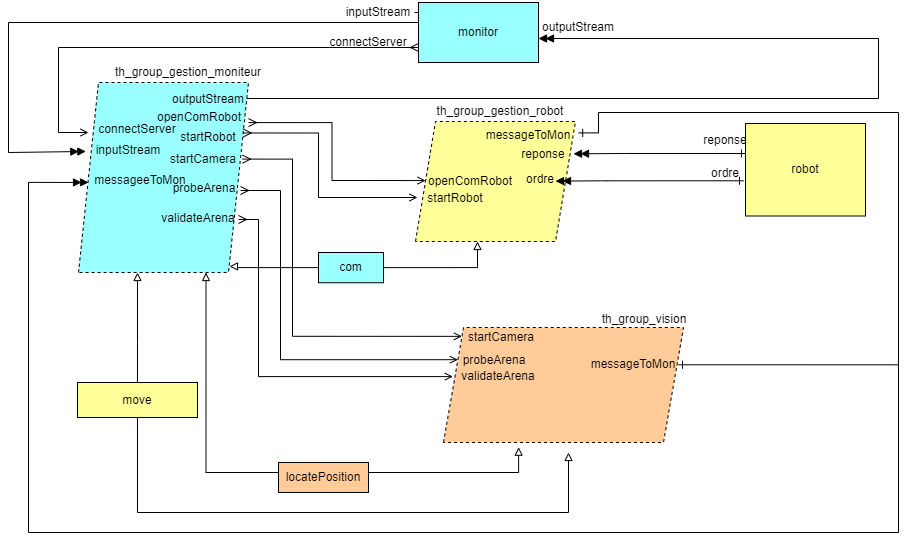 inputStream
monitor
outputStream
connectServer
th_group_gestion_moniteur
outputStream
openComRobot
connectServer
startRobot
inputStream
startCamera
messageeToMon
probeArena
validateArena
th_group_gestion_robot
messageToMon
reponse
ordre
openComRobot
startRobot
reponse
ordre
robot
com
th_group_vision
startCamera
probeArena
messageToMon
validateArena
move
locatePosition